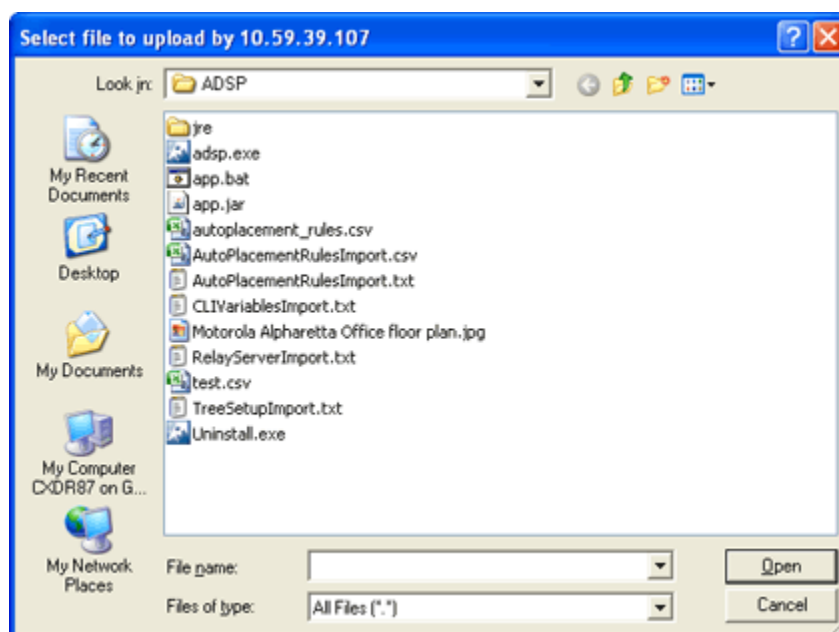 Select file to upload by 10.59.39.107
Look in:
ADSP
My Recent
Documents
Desktop
My Documents
My Computer
CXDR87 on G...
My Network
Places
jre
adsp.exe
app.bat
app.jar
autoplacement_rules.csv
AutoPlacementRulesImport.csv
AutoPlacementRulesImport.txt
CLIVariablesImport.txt
Motorola Alpharetta Office floor plan.jpg
RelayServerImport.txt
test.csv
TreeSetupImport.txt
Uninstall.exe
File name:
Open
Files of type:
All Files (*.*)
Cancel